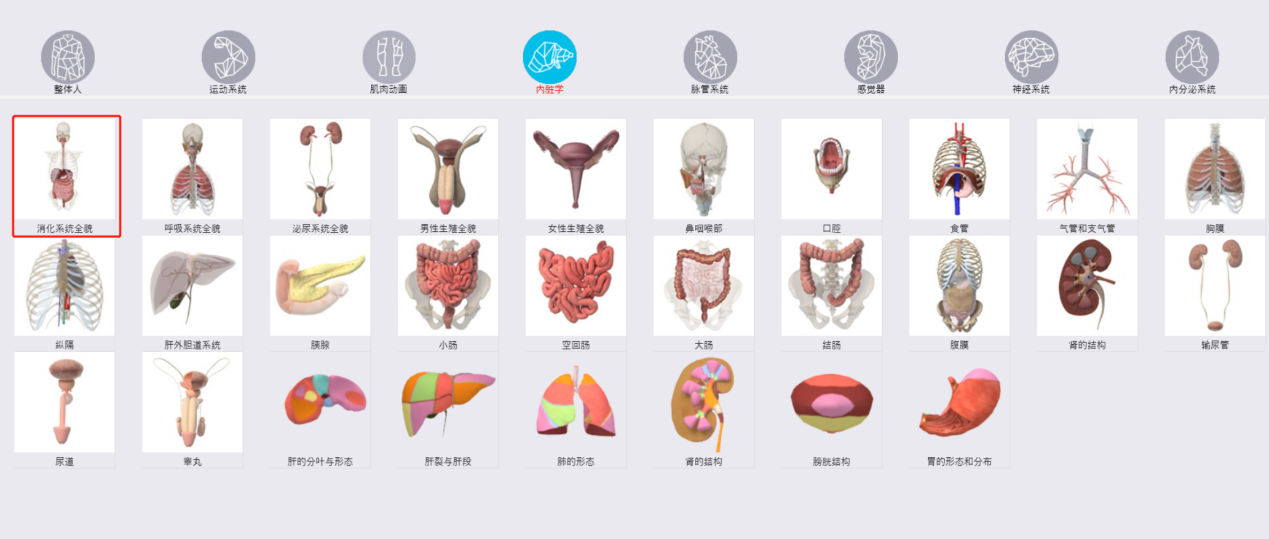 整体人 运动系统 肌肉动画 内脏学 脉管系统 感觉器 神经系统 内分泌系统
消化系统全貌 呼吸系统全貌 泌尿系统全貌 男性生殖全貌 女性生殖全貌 鼻咽喉部 口腔 食管 气管和支气管 胸膜
纵隔 肝外胆道系统 胰腺 小肠 空回肠 大肠 结肠 腹膜 肾的结构 输尿管
尿道 睾丸 肝的分叶与形态 肝裂与肝段 肺的形态 肾的结构 膀胱结构 胃的形态和分布